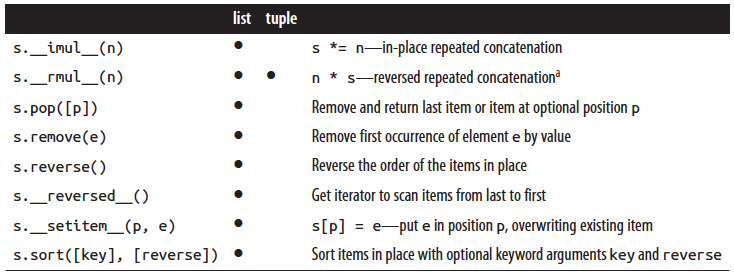 list tuple
s.__imul__(n) ● s *= n—in-place repeated concatenation
s.__rmul__(n) ● ● n * s—reversed repeated concatenationa
s.pop([p]) ● Remove and return last item or item at optional position p
s.remove(e) ● Remove first occurrence of element e by value
s.reverse() ● Reverse the order of the items in place
s.__reversed__() ● Get iterator to scan items from last to first
s.__setitem__(p, e) ● s[p] = e—put e in position p, overwriting existing item
s.sort([key], [reverse]) ● Sort items in place with optional keyword arguments key and reverse